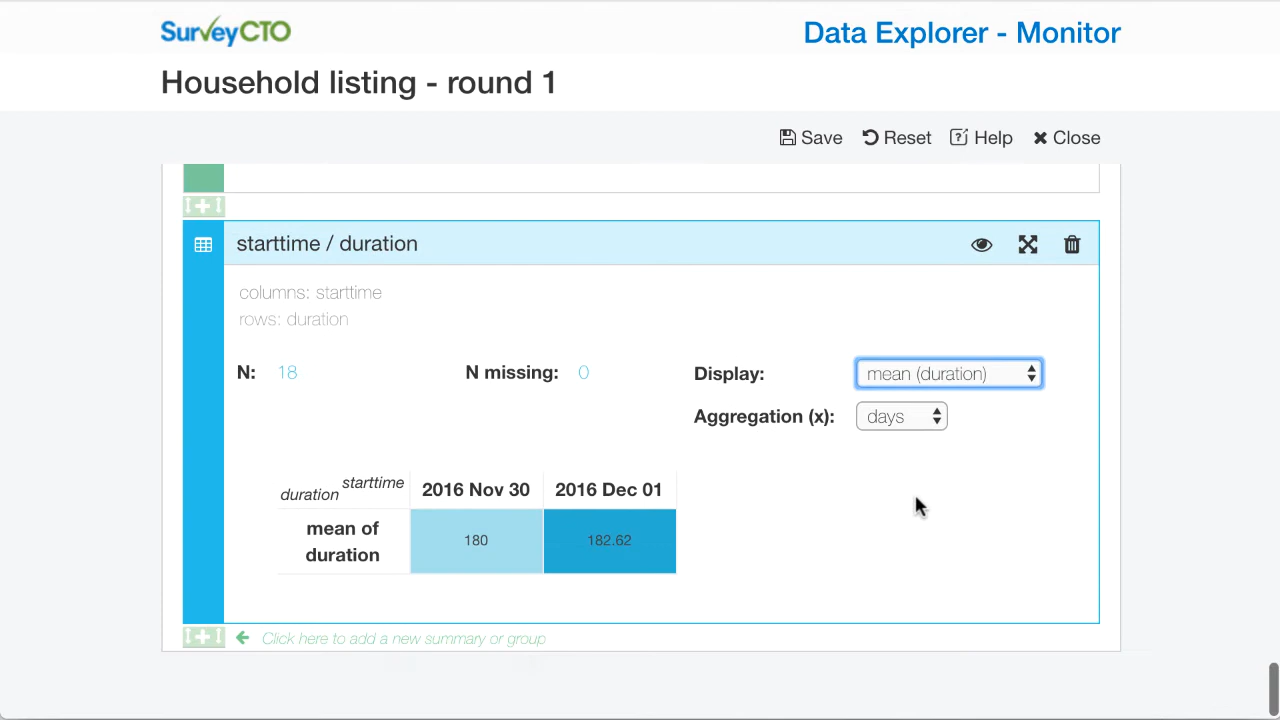 SurveyCTO
Data Explorer - Monitor
Household listing - round 1
Save Reset Help Close
starttime / duration
columns: starttime
rows: duration
N: 18 N missing: 0 Display: mean (duration)
Aggregation (x): days
duration starttime 2016 Nov 30 2016 Dec 01
mean of
duration
180 182.62
Click here to add a new summary or group